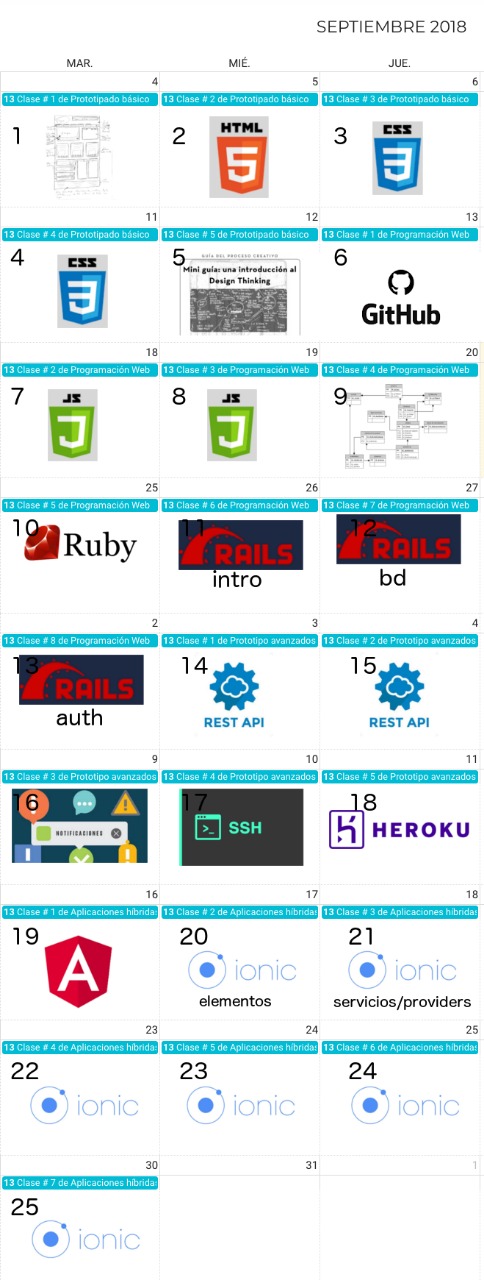 SEPTIEMBRE 2018
MAR. MIÉ. JUE.
4 5 6
13 Clase # 1 de Prototipado básico 13 Clase # 2 de Prototipado básico 13 Clase # 3 de Prototipado básico
1 2 HTML 3 CSS
11 12 13
13 Clase # 4 de Prototipado básico 13 Clase # 5 de Prototipado básico 13 Clase # 1 de Programación Web
4 CSS 5 GUÍA DEL PROCESO CREATIVO 6
Mini guía: una introducción al
Design Thinking
GitHub
18 19 20
13 Clase # 2 de Programación Web 13 Clase # 3 de Programación Web 13 Clase # 4 de Programación Web
7 JS 8 JS 9
25 26 27
13 Clase # 5 de Programación Web 13 Clase # 6 de Programación Web 13 Clase # 7 de Programación Web
10 Ruby 11 RAILS 12 RAILS
intro bd
2 3 4
13 Clase # 8 de Programación Web 13 Clase # 1 de Prototipo avanzados 13 Clase # 2 de Prototipo avanzados
13 RAILS 14 15
auth REST API REST API
9 10 11
13 Clase # 3 de Prototipo avanzados 13 Clase # 4 de Prototipo avanzados 13 Clase # 5 de Prototipo avanzados
16 17 18
NOTIFICACIONES >_ SSH HEROKU
16 17 18
13 Clase # 1 de Aplicaciones híbridas 13 Clase # 2 de Aplicaciones híbridas 13 Clase # 3 de Aplicaciones híbridas
19 A 20 ionic 21 ionic
elementos servicios/providers
23 24 25
13 Clase # 4 de Aplicaciones híbridas 13 Clase # 5 de Aplicaciones híbridas 13 Clase # 6 de Aplicaciones híbridas
22 ionic 23 ionic 24 ionic
30 31 1
13 Clase # 7 de Aplicaciones híbridas
25 ionic